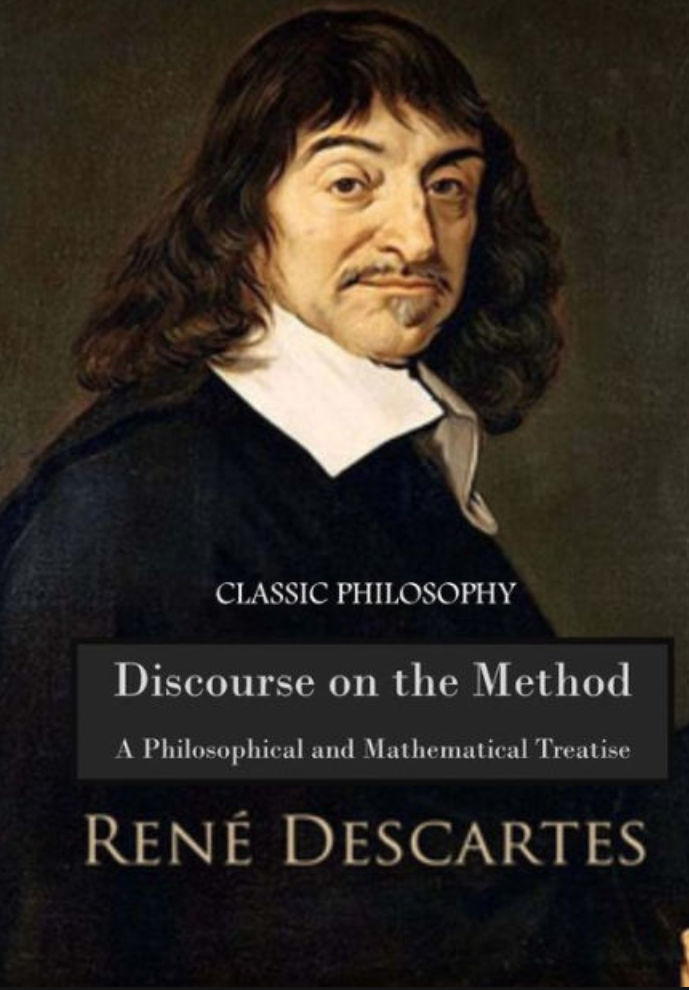 CLASSIC PHILOSOPHY
Discourse on the Method
A Philosophical and Mathematical Treatise
RENÉ DESCARTES